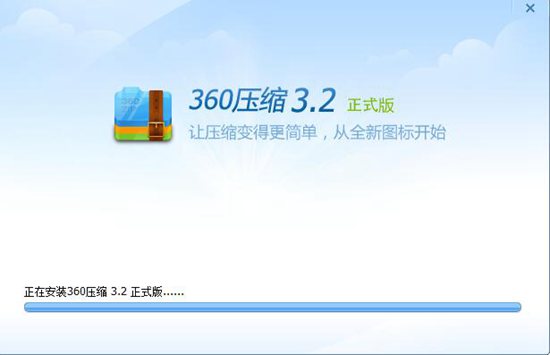 360压缩 3.2 正式版
让压缩变得更简单，从全新图标开始
360
正在安装360压缩 3.2 正式版......